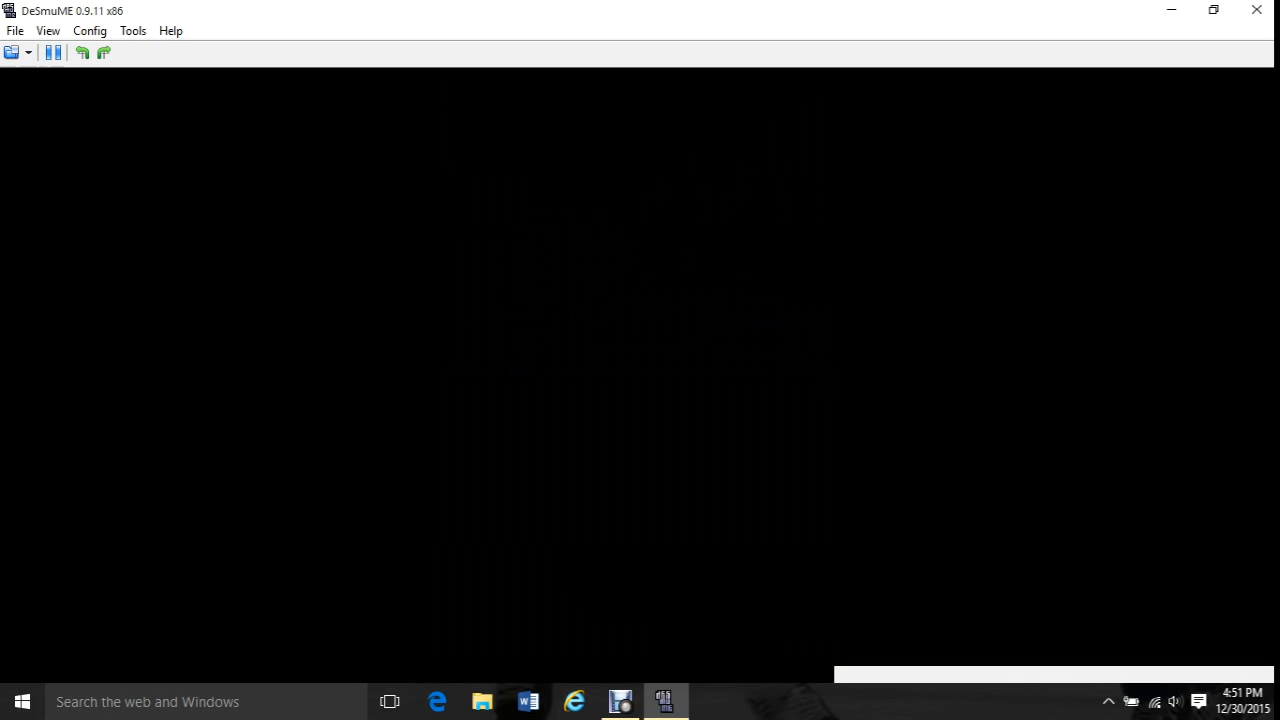 DeSmuME 0.9.11 x86
File View Config Tools Help
Search the web and Windows
4:51 PM
12/30/2015